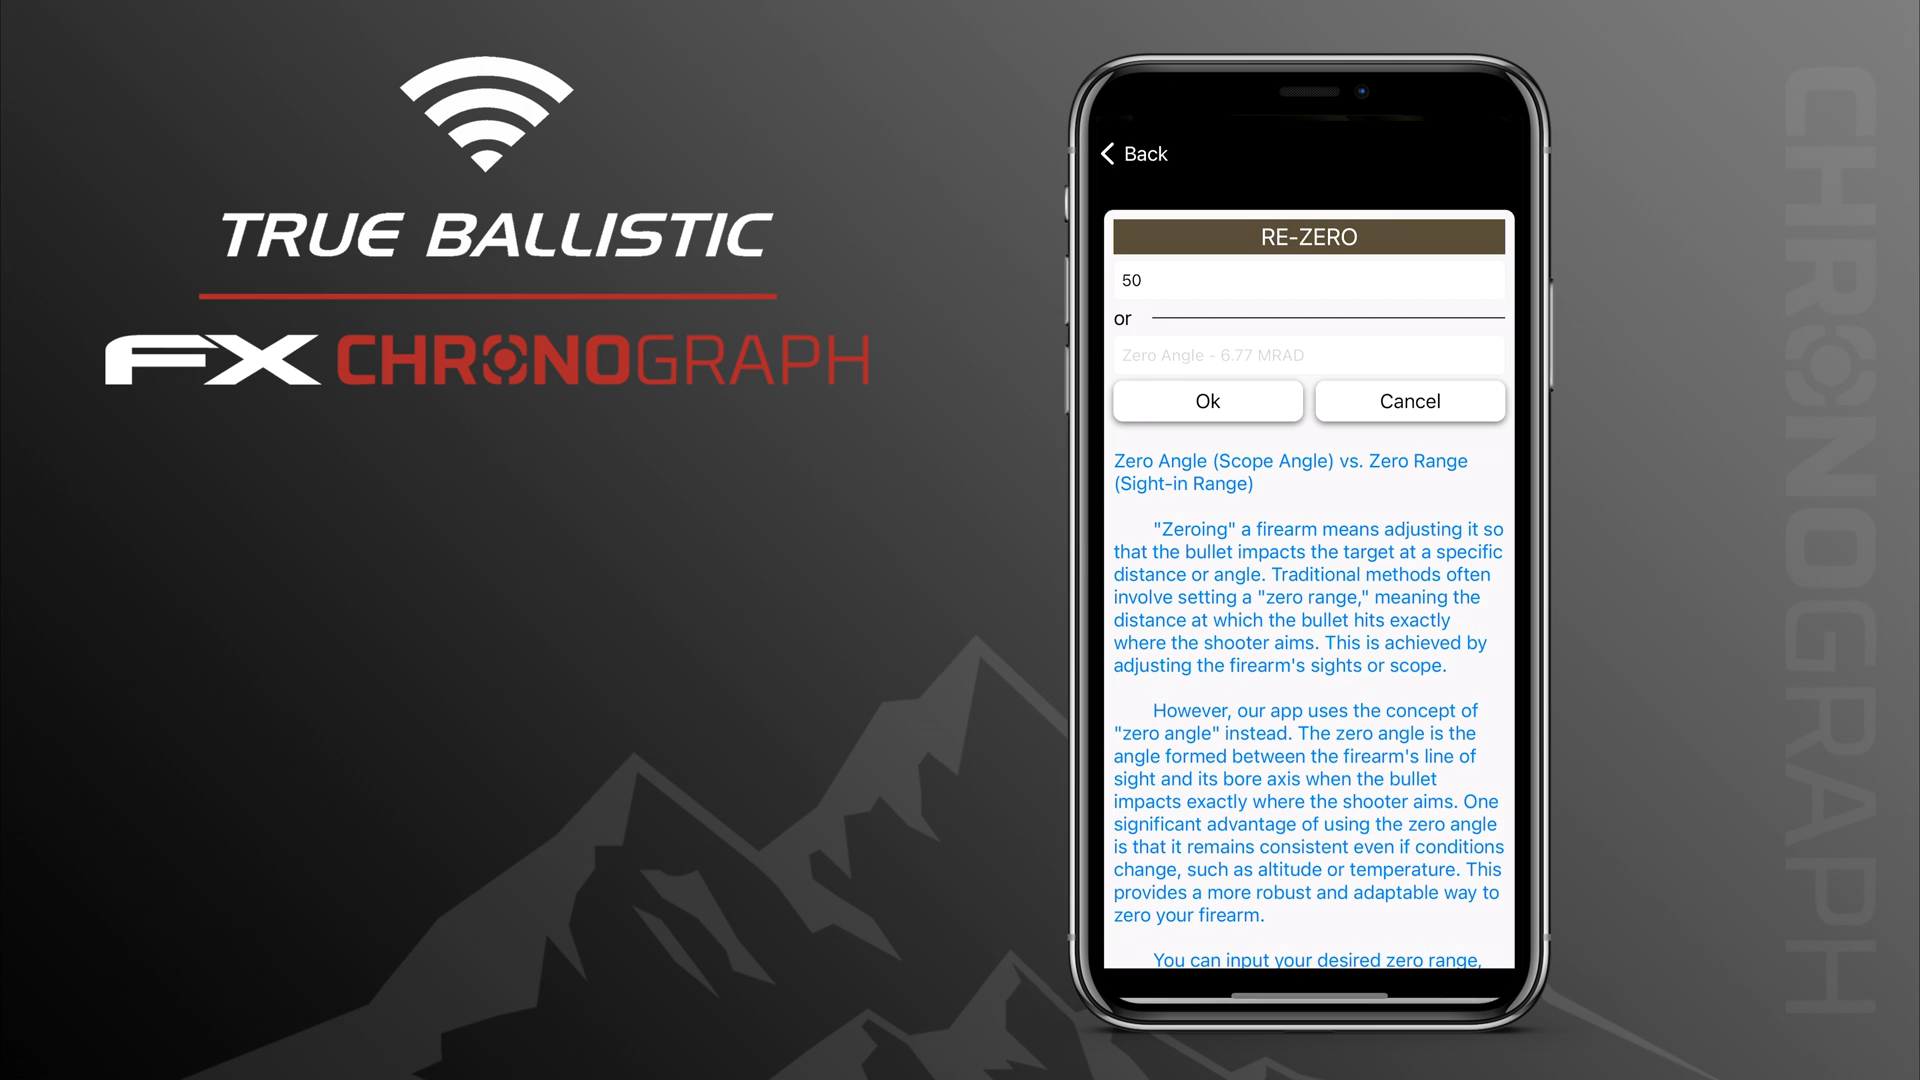 TRUE BALLISTIC
FX CHRONOGRAPH
Back
RE-ZERO
50
or
Zero Angle - 6.77 MRAD
Ok
Cancel
Zero Angle (Scope Angle) vs. Zero Range
(Sight-in Range)
"Zeroing" a firearm means adjusting it so
that the bullet impacts the target at a specific
distance or angle. Traditional methods often
involve setting a "zero range," meaning the
distance at which the bullet hits exactly
where the shooter aims. This is achieved by
adjusting the firearm's sights or scope.
However, our app uses the concept of
"zero angle" instead. The zero angle is the
angle formed between the firearm's line of
sight and its bore axis when the bullet
impacts exactly where the shooter aims. One
significant advantage of using the zero angle
is that it remains consistent even if conditions
change, such as altitude or temperature. This
provides a more robust and adaptable way to
zero your firearm.
You can input your desired zero range,
CHRONOGRAPH